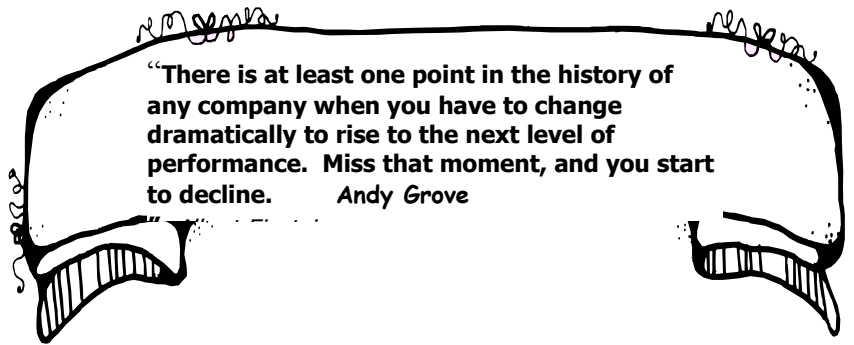 “There is at least one point in the history of
any company when you have to change
dramatically to rise to the next level of
performance.  Miss that moment, and you start
to decline.        Andy Grove
”